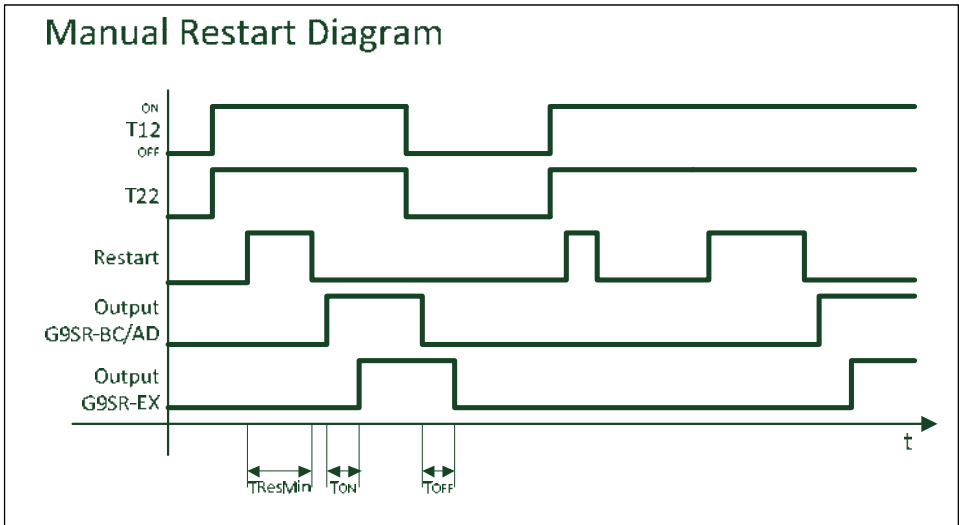 Manual Restart Diagram
ON
T12
OFF
T22
Restart
Output
G9SR-BC/AD
Output
G9SR-EX
t
TResMin
TON
TOFF